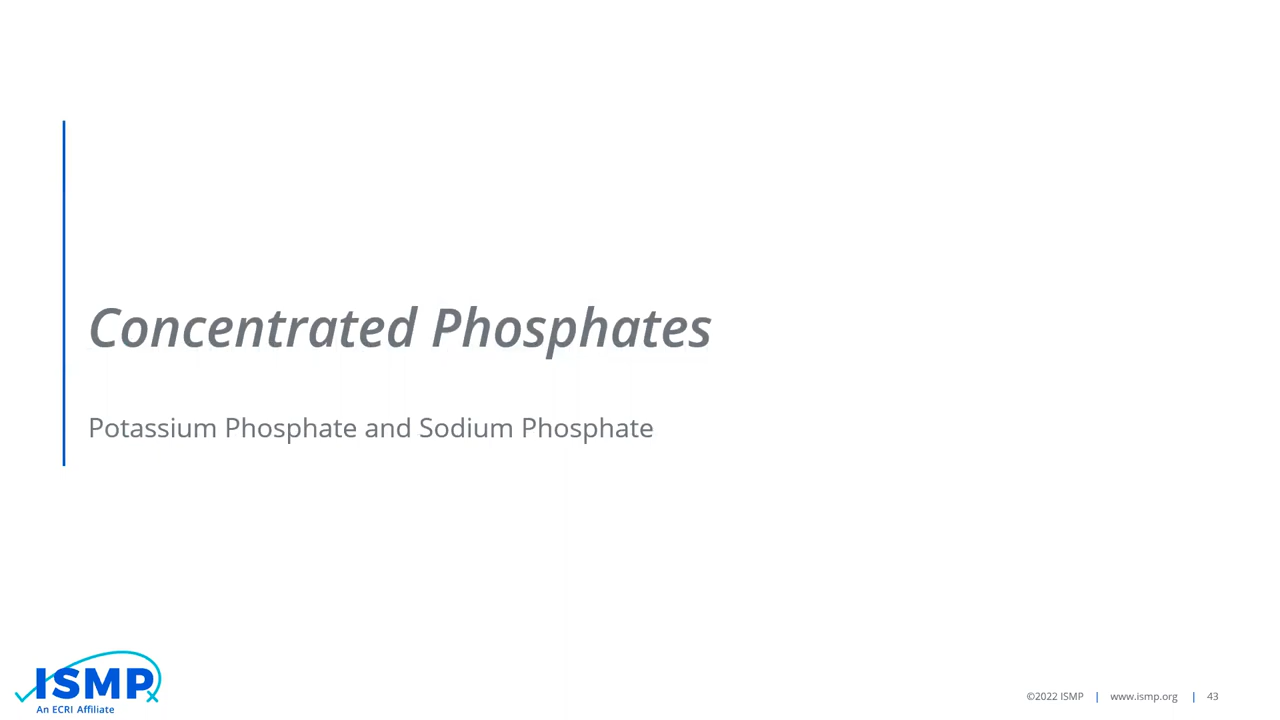 Concentrated Phosphates
Potassium Phosphate and Sodium Phosphate
ISMP
An ECRI Affiliate
©2022 ISMP | www.ismp.org | 43